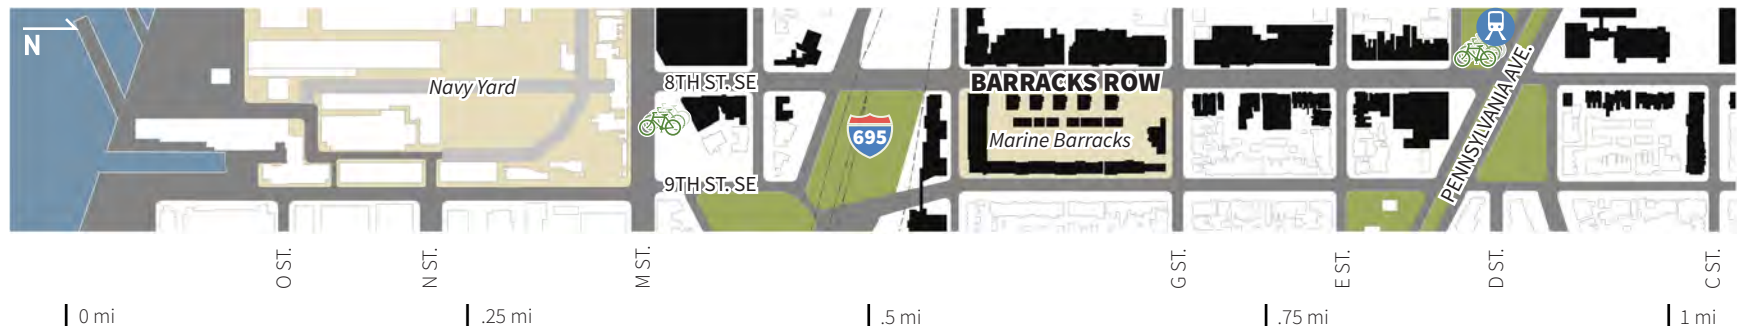 N
Navy Yard
8TH ST. SE
9TH ST. SE
695
BARRACKS ROW
Marine Barracks
PENNSYLVANIA AVE.
O ST.
N ST.
M ST.
G ST.
E ST.
D ST.
C ST.
0 mi
.25 mi
.5 mi
.75 mi
1 mi